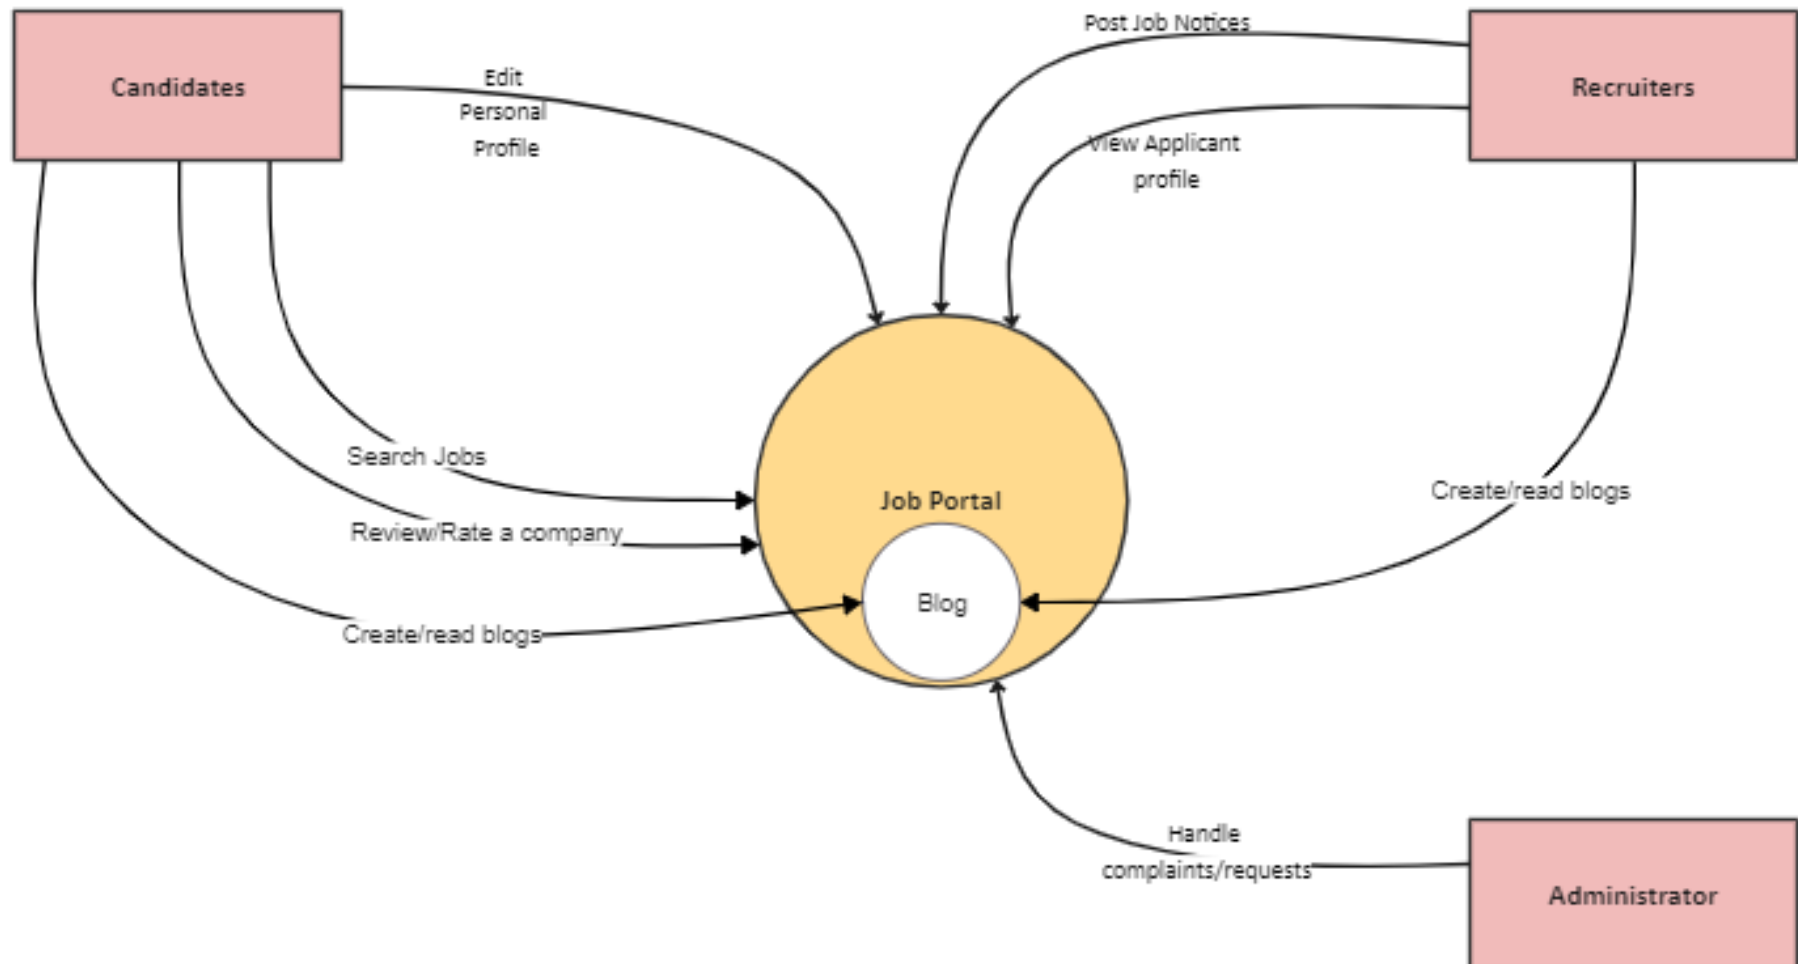 Post Job Notices
Candidates
Edit
Personal
Profile
Recruiters
View Applicant
profile
Search Jobs
Review/Rate a company
Create/read blogs
Job Portal
Blog
Create/read blogs
Handle
complaints/requests
Administrator